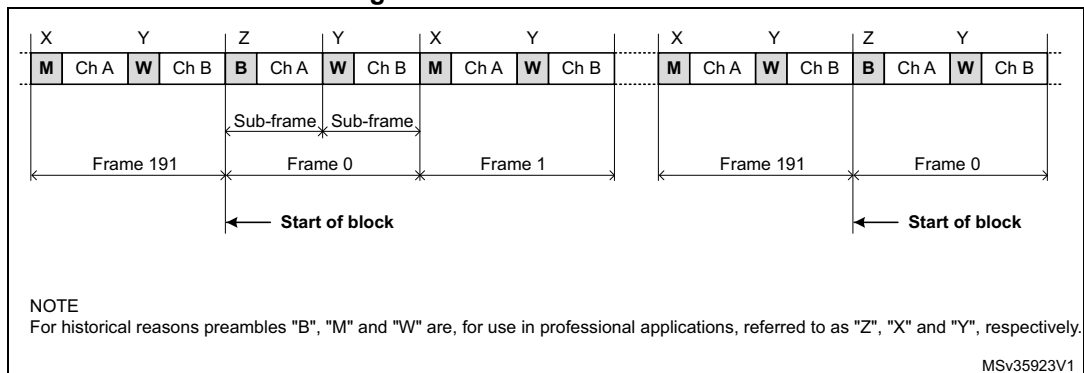 X Y Z Y X Y X Y Z Y
M Ch A W Ch B B Ch A W Ch B M Ch A W Ch B M Ch A W Ch B B Ch A W Ch B
Sub-frame Sub-frame
Frame 191 Frame 0 Frame 1 Frame 191 Frame 0
Start of block Start of block
NOTE
For historical reasons preambles "B", "M" and "W" are, for use in professional applications, referred to as "Z", "X" and "Y", respectively.
MSv35923V1